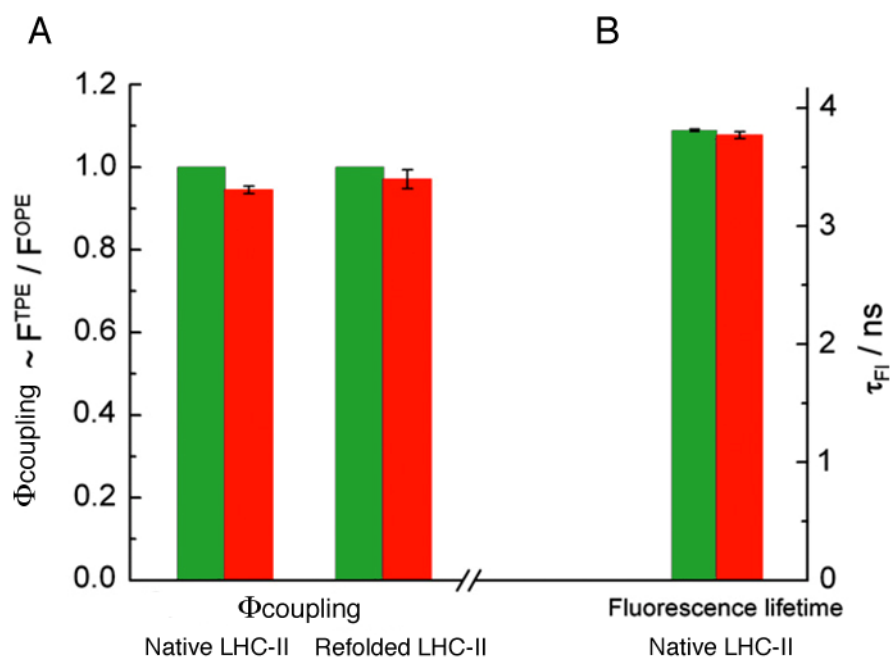 A
B
1.2
1.0
0.8
0.6
0.4
0.2
0.0
Φcoupling ~ F^TPE / F^OPE
4
3
2
1
0
τ_Fl / ns
Φcoupling
Fluorescence lifetime
Native LHC-II
Refolded LHC-II
Native LHC-II